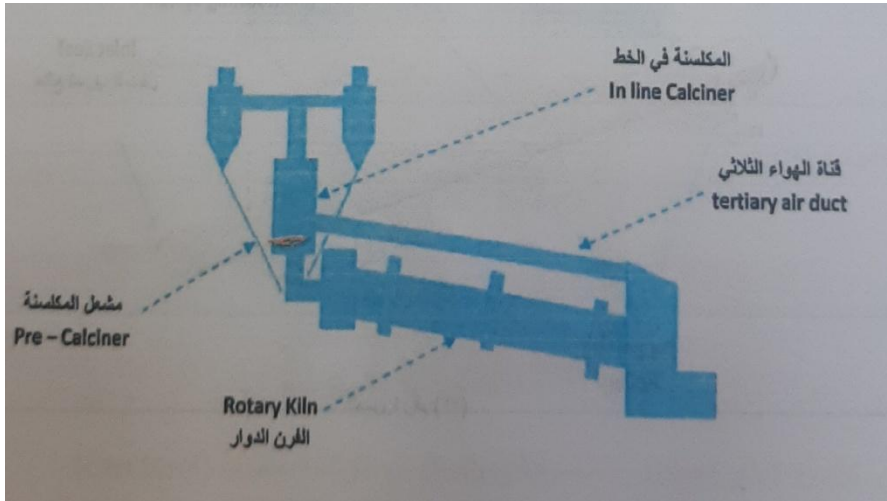 المكلسنة في الخط
In line Calciner
قناة الهواء الثلاثي
tertiary air duct
مشعل المكلسنة
Pre – Calciner
Rotary Kiln
الفرن الدوار